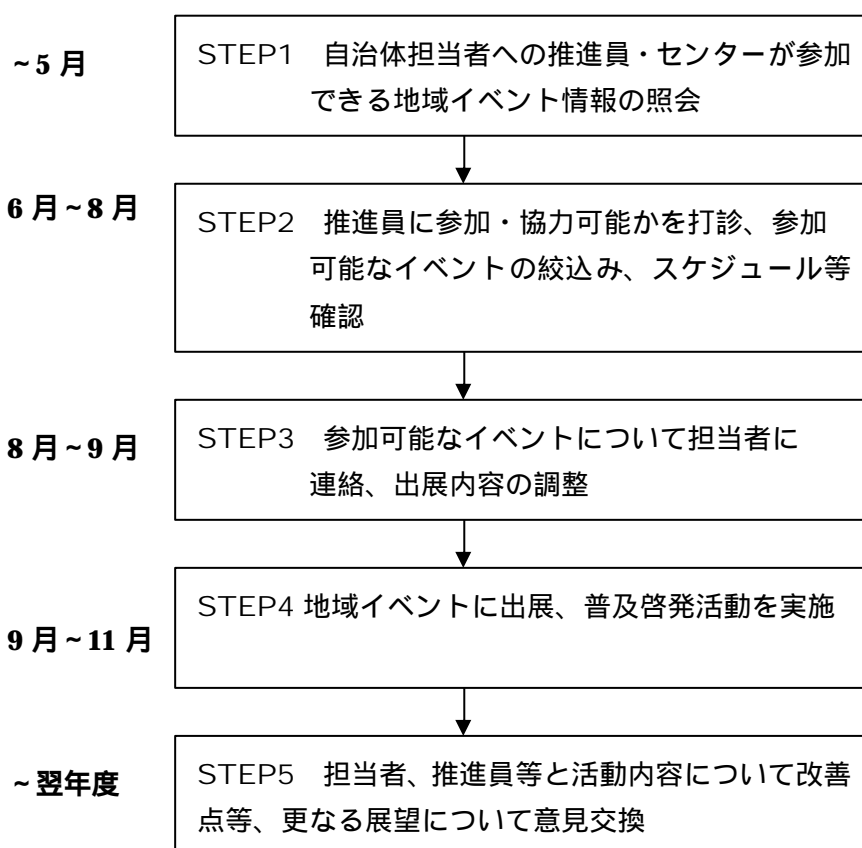 ~5 月
STEP1　自治体担当者への推進員・センターが参加
できる地域イベント情報の照会
6 月~8 月
STEP2　推進員に参加・協力可能かを打診、参加
可能なイベントの絞込み、スケジュール等
確認
8 月~9 月
STEP3　参加可能なイベントについて担当者に
連絡、出展内容の調整
9 月~11 月
STEP4 地域イベントに出展、普及啓発活動を実施
~翌年度
STEP5　担当者、推進員等と活動内容について改善
点等、更なる展望について意見交換